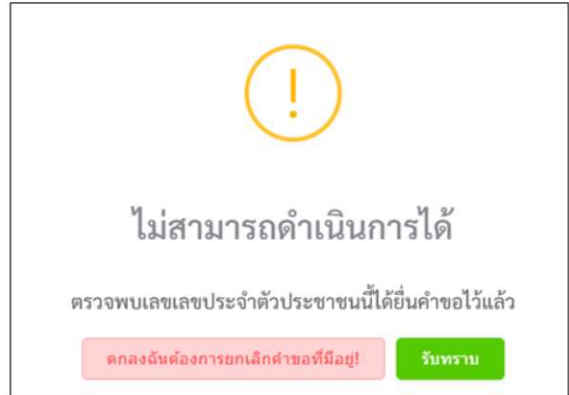 !
ไม่สามารถดำเนินการได้
ตรวจพบเลขเลขประจำตัวประชาชนนี้ได้ยื่นคำขอไว้แล้ว
ตกลงฉันต้องการยกเลิกคำขอที่มีอยู่!
รับทราบ